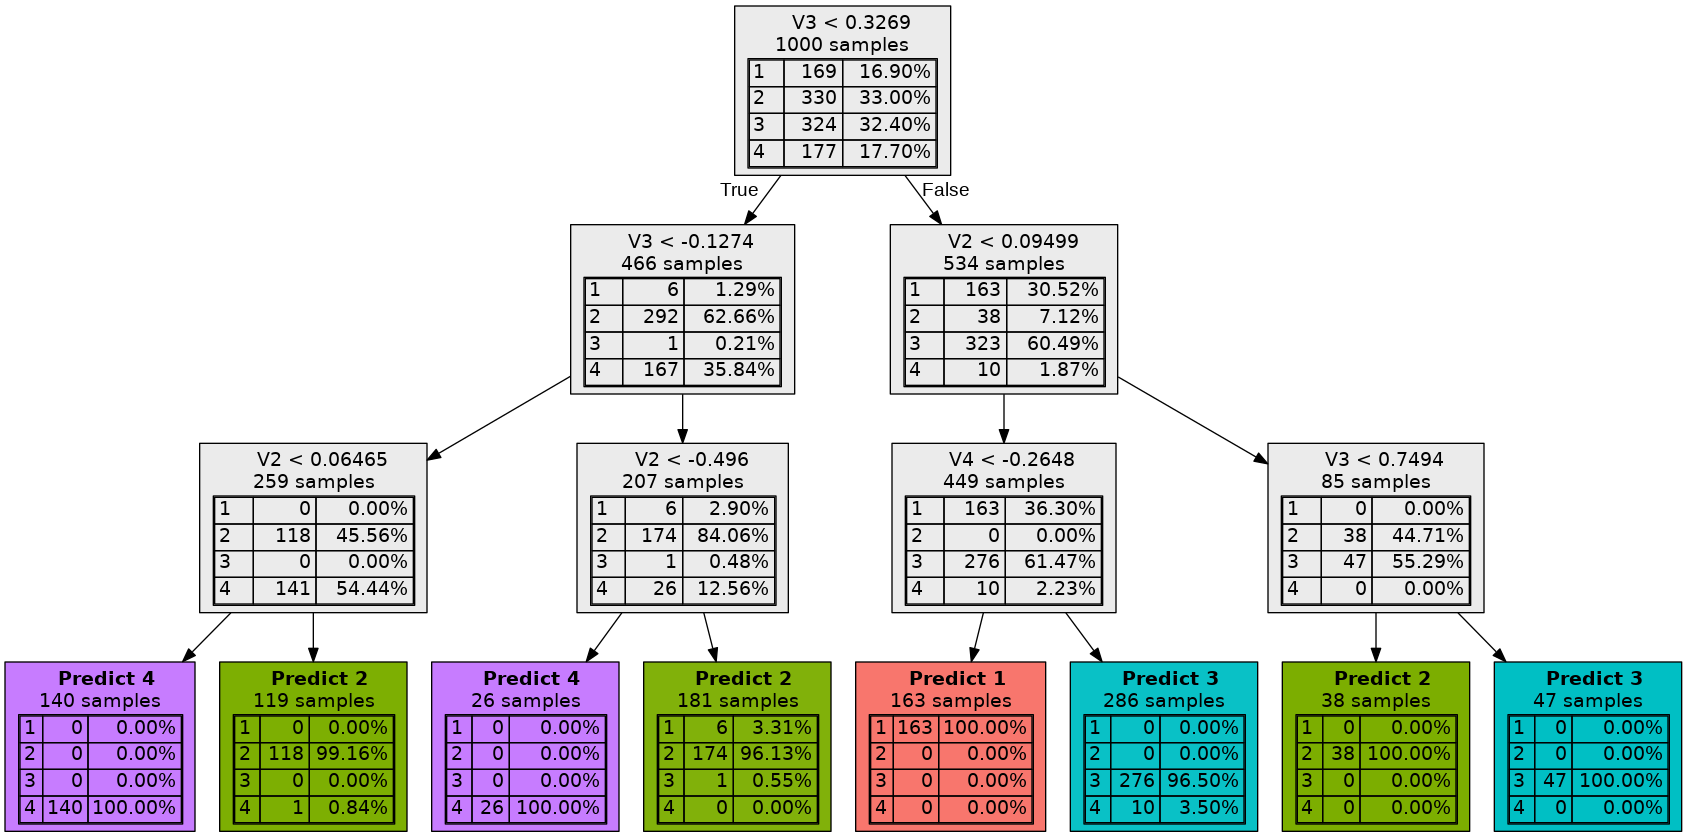 V3 < 0.3269
1000 samples
1 169 16.90%
2 330 33.00%
3 324 32.40%
4 177 17.70%
True
False
V3 < -0.1274
466 samples
1 6 1.29%
2 292 62.66%
3 1 0.21%
4 167 35.84%
V2 < 0.09499
534 samples
1 163 30.52%
2 38 7.12%
3 323 60.49%
4 10 1.87%
V2 < 0.06465
259 samples
1 0 0.00%
2 118 45.56%
3 0 0.00%
4 141 54.44%
V2 < -0.496
207 samples
1 6 2.90%
2 174 84.06%
3 1 0.48%
4 26 12.56%
V4 < -0.2648
449 samples
1 163 36.30%
2 0 0.00%
3 276 61.47%
4 10 2.23%
V3 < 0.7494
85 samples
1 0 0.00%
2 38 44.71%
3 47 55.29%
4 0 0.00%
Predict 4
140 samples
1 0 0.00%
2 0 0.00%
3 0 0.00%
4 140 100.00%
Predict 2
119 samples
1 0 0.00%
2 118 99.16%
3 0 0.00%
4 1 0.84%
Predict 4
26 samples
1 0 0.00%
2 0 0.00%
3 0 0.00%
4 26 100.00%
Predict 2
181 samples
1 6 3.31%
2 174 96.13%
3 1 0.55%
4 0 0.00%
Predict 1
163 samples
1 163 100.00%
2 0 0.00%
3 0 0.00%
4 0 0.00%
Predict 3
286 samples
1 0 0.00%
2 0 0.00%
3 276 96.50%
4 10 3.50%
Predict 2
38 samples
1 0 0.00%
2 38 100.00%
3 0 0.00%
4 0 0.00%
Predict 3
47 samples
1 0 0.00%
2 0 0.00%
3 47 100.00%
4 0 0.00%